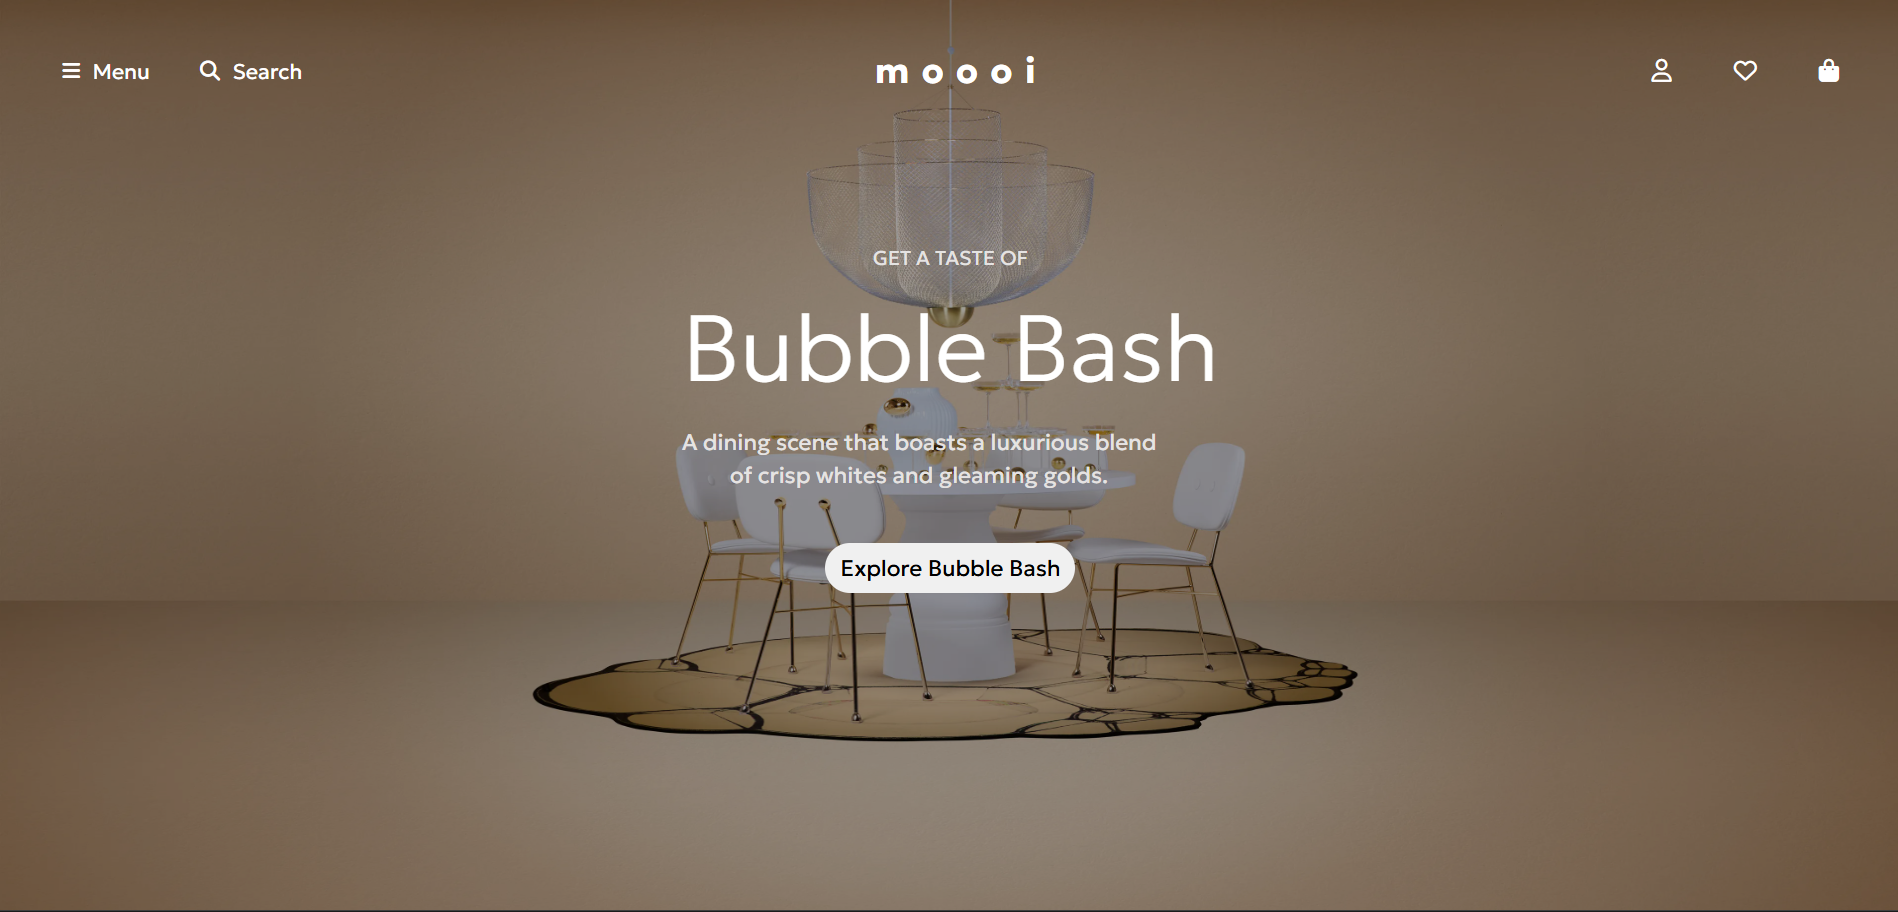 Menu
Search
moooi
GET A TASTE OF
Bubble Bash
A dining scene that boasts a luxurious blend
of crisp whites and gleaming golds.
Explore Bubble Bash